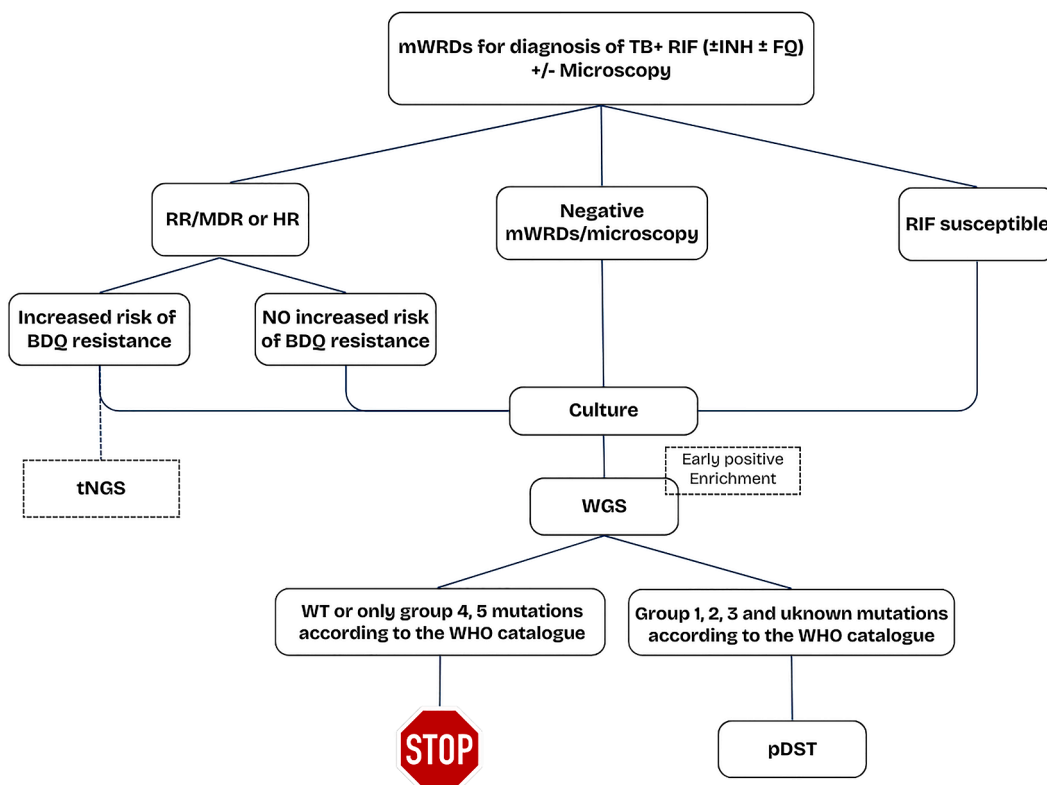 mWRDs for diagnosis of TB+ RIF (±INH ± FQ)
+/- Microscopy
RR/MDR or HR
Negative
mWRDs/microscopy
RIF susceptible
Increased risk of
BDQ resistance
NO increased risk
of BDQ resistance
Culture
Early positive
Enrichment
tNGS
WGS
WT or only group 4, 5 mutations
according to the WHO catalogue
Group 1, 2, 3 and uknown mutations
according to the WHO catalogue
STOP
pDST